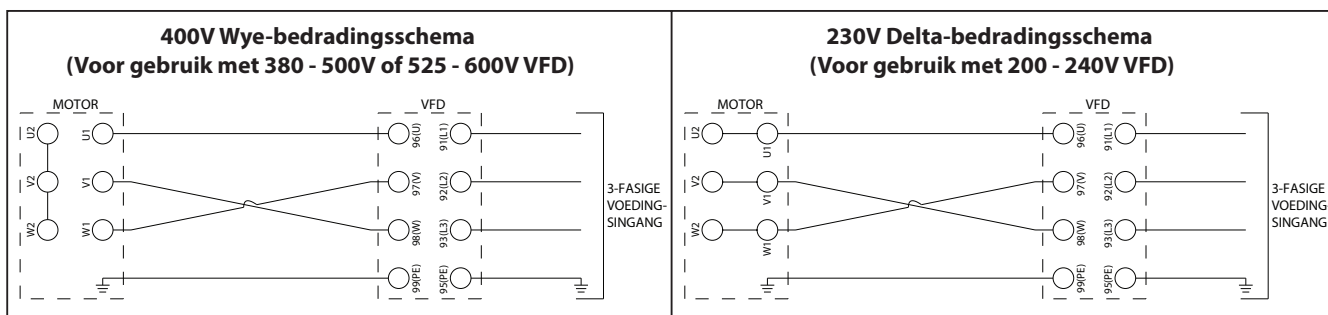 400V Wye-bedradingsschema
(Voor gebruik met 380 - 500V of 525 - 600V VFD)
MOTOR
VFD
U2
U1
96(U)
91(L1)
V2
V1
97(V)
92(L2)
W2
W1
98(W)
93(L3)
99(PE)
95(PE)
3-FASIGE
VOEDING-
SINGANG
230V Delta-bedradingsschema
(Voor gebruik met 200 - 240V VFD)
MOTOR
VFD
U2
U1
96(U)
91(L1)
V2
V1
97(V)
92(L2)
W2
W1
98(W)
93(L3)
99(PE)
95(PE)
3-FASIGE
VOEDING
SINGANG